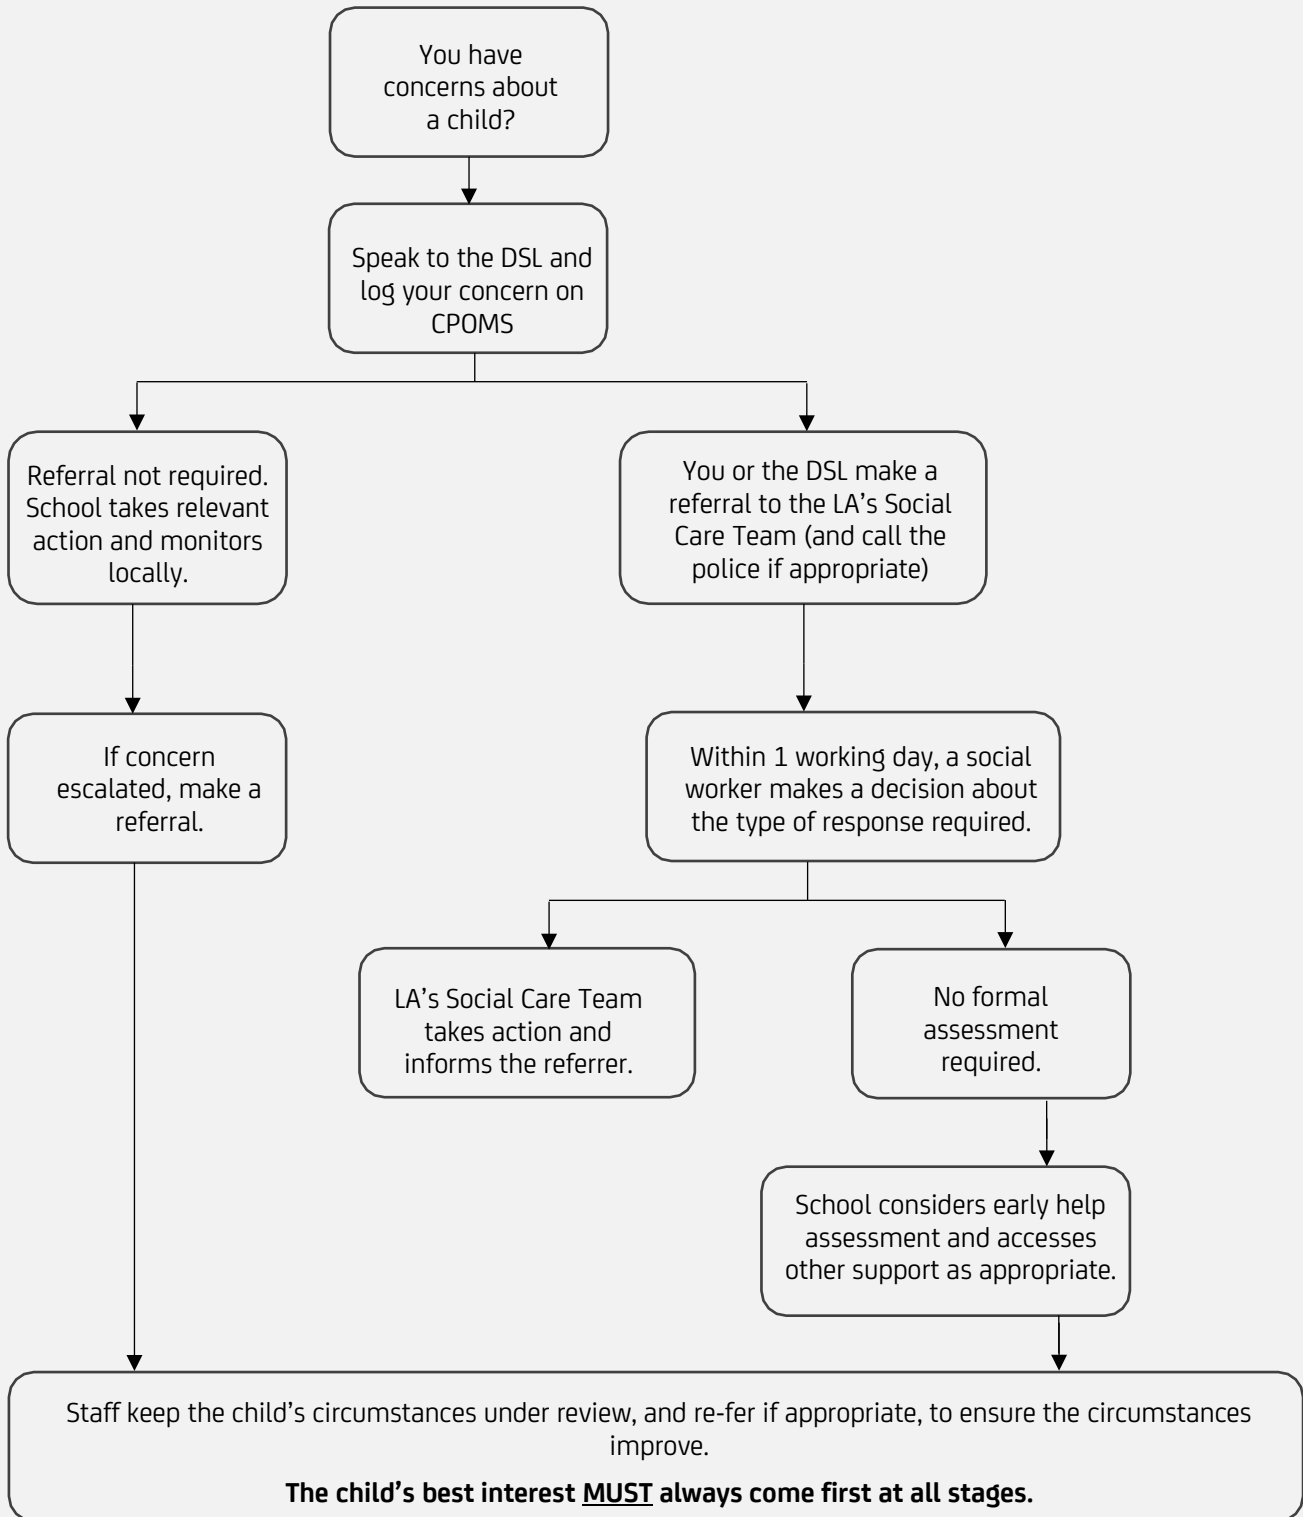 You have
concerns about
a child?
Speak to the DSL and
log your concern on
CPOMS
Referral not required.
School takes relevant
action and monitors
locally.
You or the DSL make a
referral to the LA’s Social
Care Team (and call the
police if appropriate)
If concern
escalated, make a
referral.
Within 1 working day, a social
worker makes a decision about
the type of response required.
LA’s Social Care Team
takes action and
informs the referrer.
No formal
assessment
required.
School considers early help
assessment and accesses
other support as appropriate.
Staff keep the child’s circumstances under review, and re-fer if appropriate, to ensure the circumstances
improve.
The child’s best interest MUST always come first at all stages.